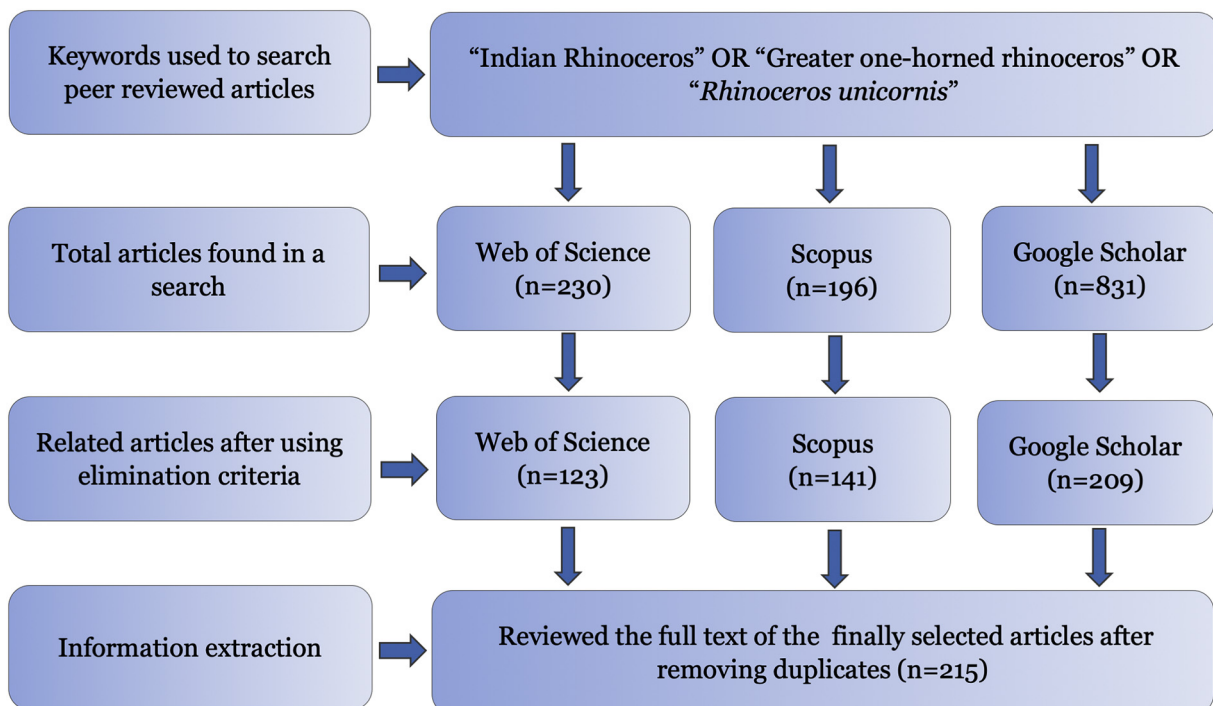 Keywords used to search
peer reviewed articles
“Indian Rhinoceros” OR “Greater one-horned rhinoceros” OR
“Rhinoceros unicornis”
Total articles found in a
search
Web of Science
(n=230)
Scopus
(n=196)
Google Scholar
(n=831)
Related articles after using
elimination criteria
Web of Science
(n=123)
Scopus
(n=141)
Google Scholar
(n=209)
Information extraction
Reviewed the full text of the finally selected articles after
removing duplicates (n=215)